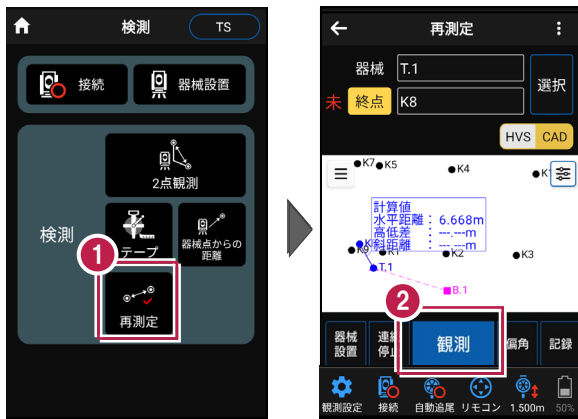 検測
TS
接続
器械設置
検測
2点観測
テープ
器械点からの
距離
1
再測定
再測定
器械
T.1
選択
未
終点
K8
HVS
CAD
K7
K5
K4
計算値
水平距離：6.668m
高低差：---.---m
斜距離：---.---m
K9
K2
K3
T.1
B.1
2
器械
設置
観測
偏角
記録
観測設定
接続
自動追尾
リモコン
1.500m
50%